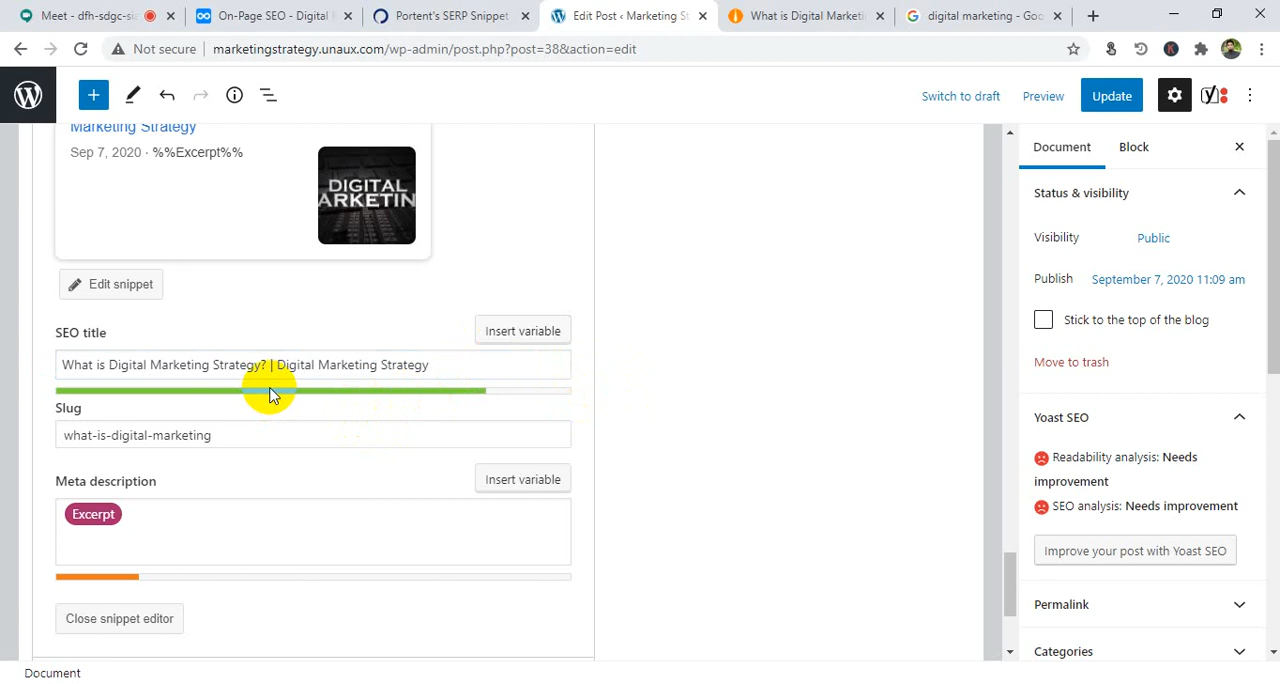 Meet - dfh-sdgc-su
On-Page SEO - Digital M
Portent's SERP Snippet
Edit Post ‹ Marketing St
What is Digital Marketin
digital marketing - Goo
Not secure
marketingstrategy.unaux.com/wp-admin/post.php?post=38&action=edit
K
Switch to draft
Preview
Update
Marketing Strategy
Sep 7, 2020 · %%Excerpt%%
DIGITAL
ARKETIN
Edit snippet
SEO title
Insert variable
What is Digital Marketing Strategy? | Digital Marketing Strategy
Slug
what-is-digital-marketing
Meta description
Insert variable
Excerpt
Close snippet editor
Document
Document
Block
Status & visibility
Visibility
Public
Publish
September 7, 2020 11:09 am
Stick to the top of the blog
Move to trash
Yoast SEO
Readability analysis: Needs
improvement
SEO analysis: Needs improvement
Improve your post with Yoast SEO
Permalink
Categories